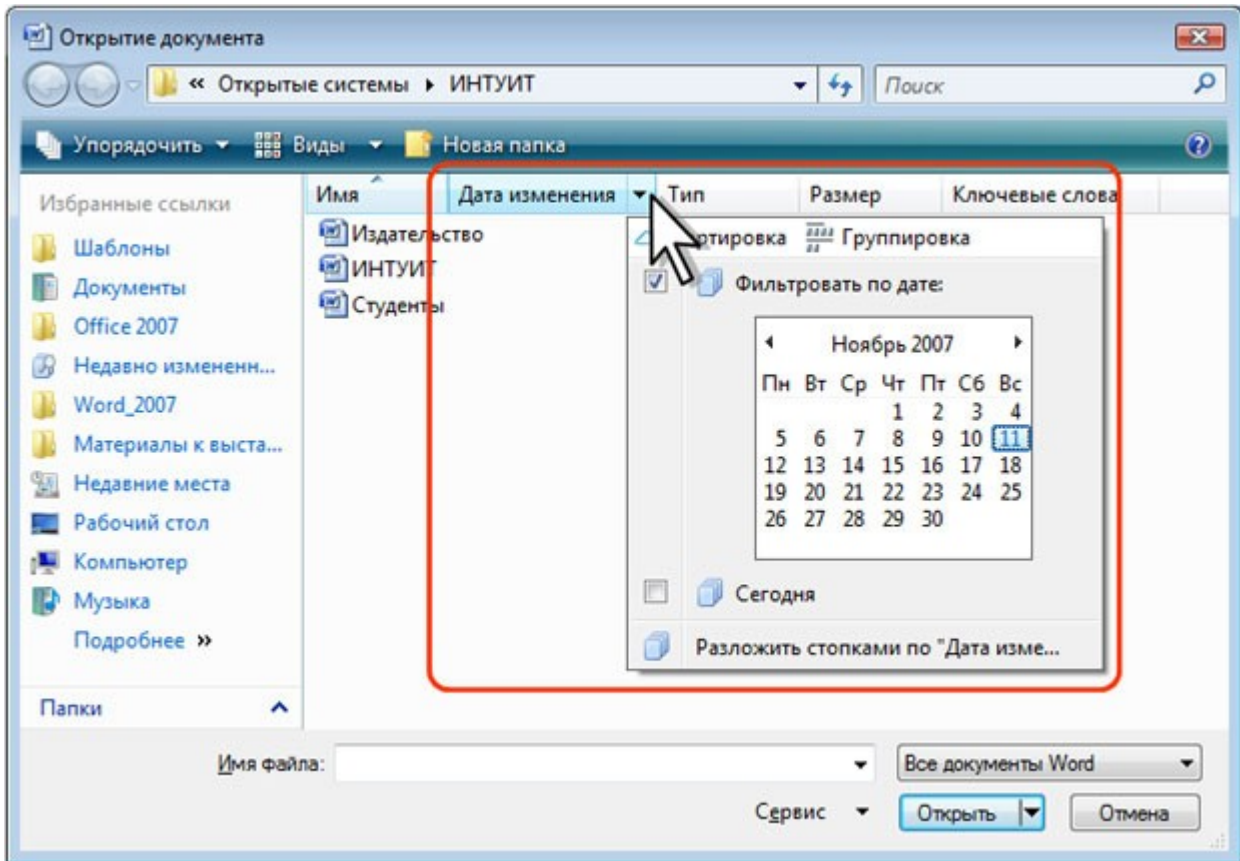 Открытие документа
« Открытые системы ИНТУИТ Поиск
Упорядочить Виды Новая папка
Избранные ссылки
Шаблоны
Документы
Office 2007
Недавно измененн...
Word_2007
Материалы к выста...
Недавние места
Рабочий стол
Компьютер
Музыка
Подробнее »
Папки
Имя Дата изменения Тип Размер Ключевые слова
Издательство
ИНТУИТ
Студенты
Группировка
Фильтровать по дате:
Ноябрь 2007
Пн Вт Ср Чт Пт Сб Вс
1 2 3 4
5 6 7 8 9 10 11
12 13 14 15 16 17 18
19 20 21 22 23 24 25
26 27 28 29 30
Сегодня
Разложить стопками по "Дата изме...
Имя файла: Все документы Word
Сервис Открыть Отмена